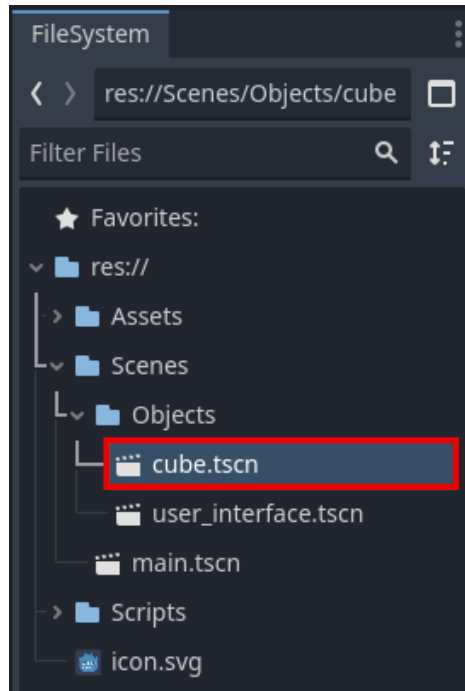 FileSystem
res://Scenes/Objects/cube
Filter Files
Favorites:
res://
Assets
Scenes
Objects
cube.tscn
user_interface.tscn
main.tscn
Scripts
icon.svg